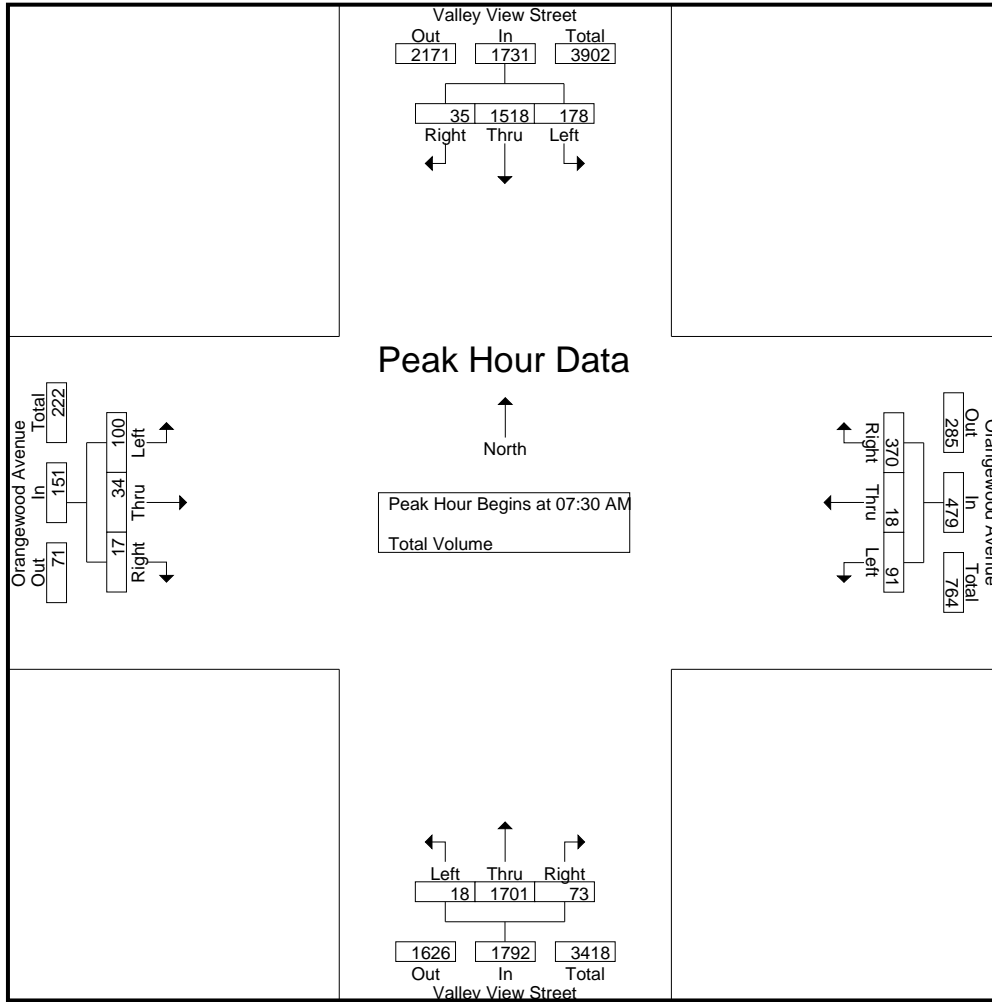 Valley View Street
Out In Total
2171 1731 3902
35 1518 178
Right Thru Left
Peak Hour Data
North
Peak Hour Begins at 07:30 AM
Total Volume
Orangewood Avenue
Total In Out
222 151 71
100 34 17
Left Thru Right
Orangewood Avenue
Out In Total
285 479 764
370 18 91
Right Thru Left
Left Thru Right
18 1701 73
1626 1792 3418
Out In Total
Valley View Street